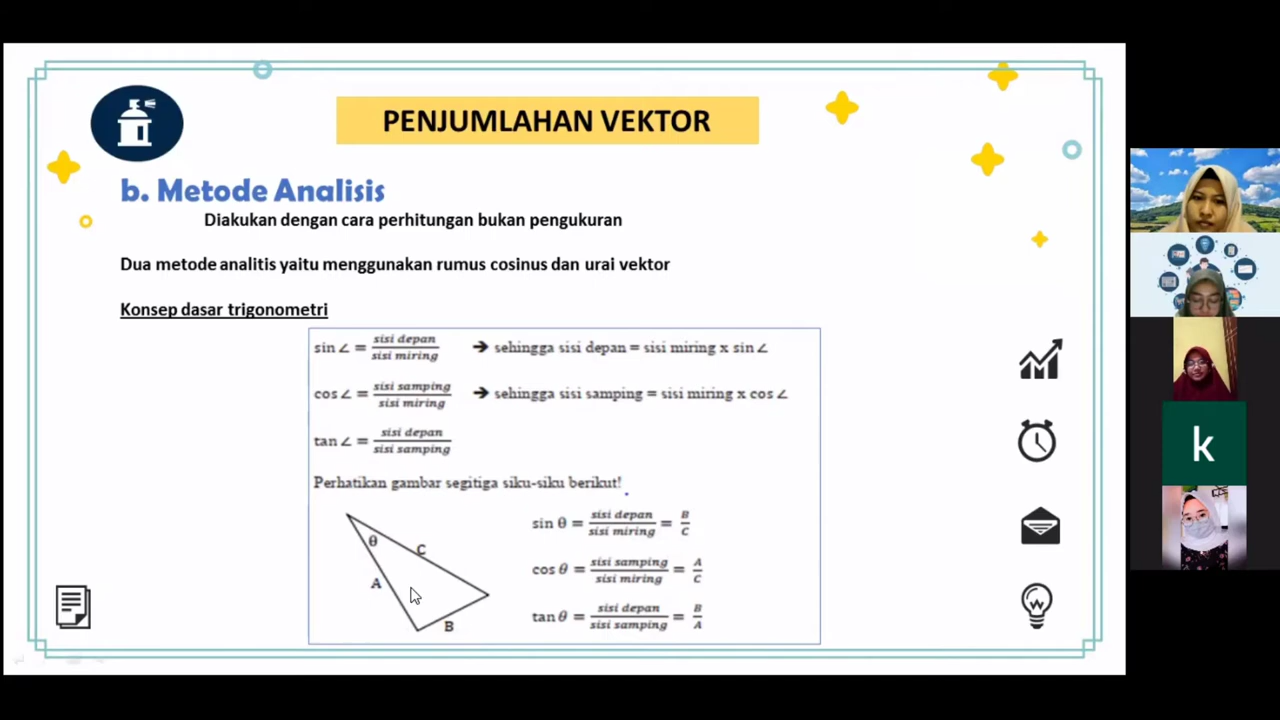 PENJUMLAHAN VEKTOR
b. Metode Analisis
Diakukan dengan cara perhitungan bukan pengukuran
Dua metode analitis yaitu menggunakan rumus cosinus dan urai vektor
Konsep dasar trigonometri
sin ∠ = sisi depan / sisi miring → sehingga sisi depan = sisi miring x sin ∠
cos ∠ = sisi samping / sisi miring → sehingga sisi samping = sisi miring x cos ∠
tan ∠ = sisi depan / sisi samping
Perhatikan gambar segitiga siku-siku berikut!
θ
C
A
B
sin θ = sisi depan / sisi miring = B / C
cos θ = sisi samping / sisi miring = A / C
tan θ = sisi depan / sisi samping = B / A
k